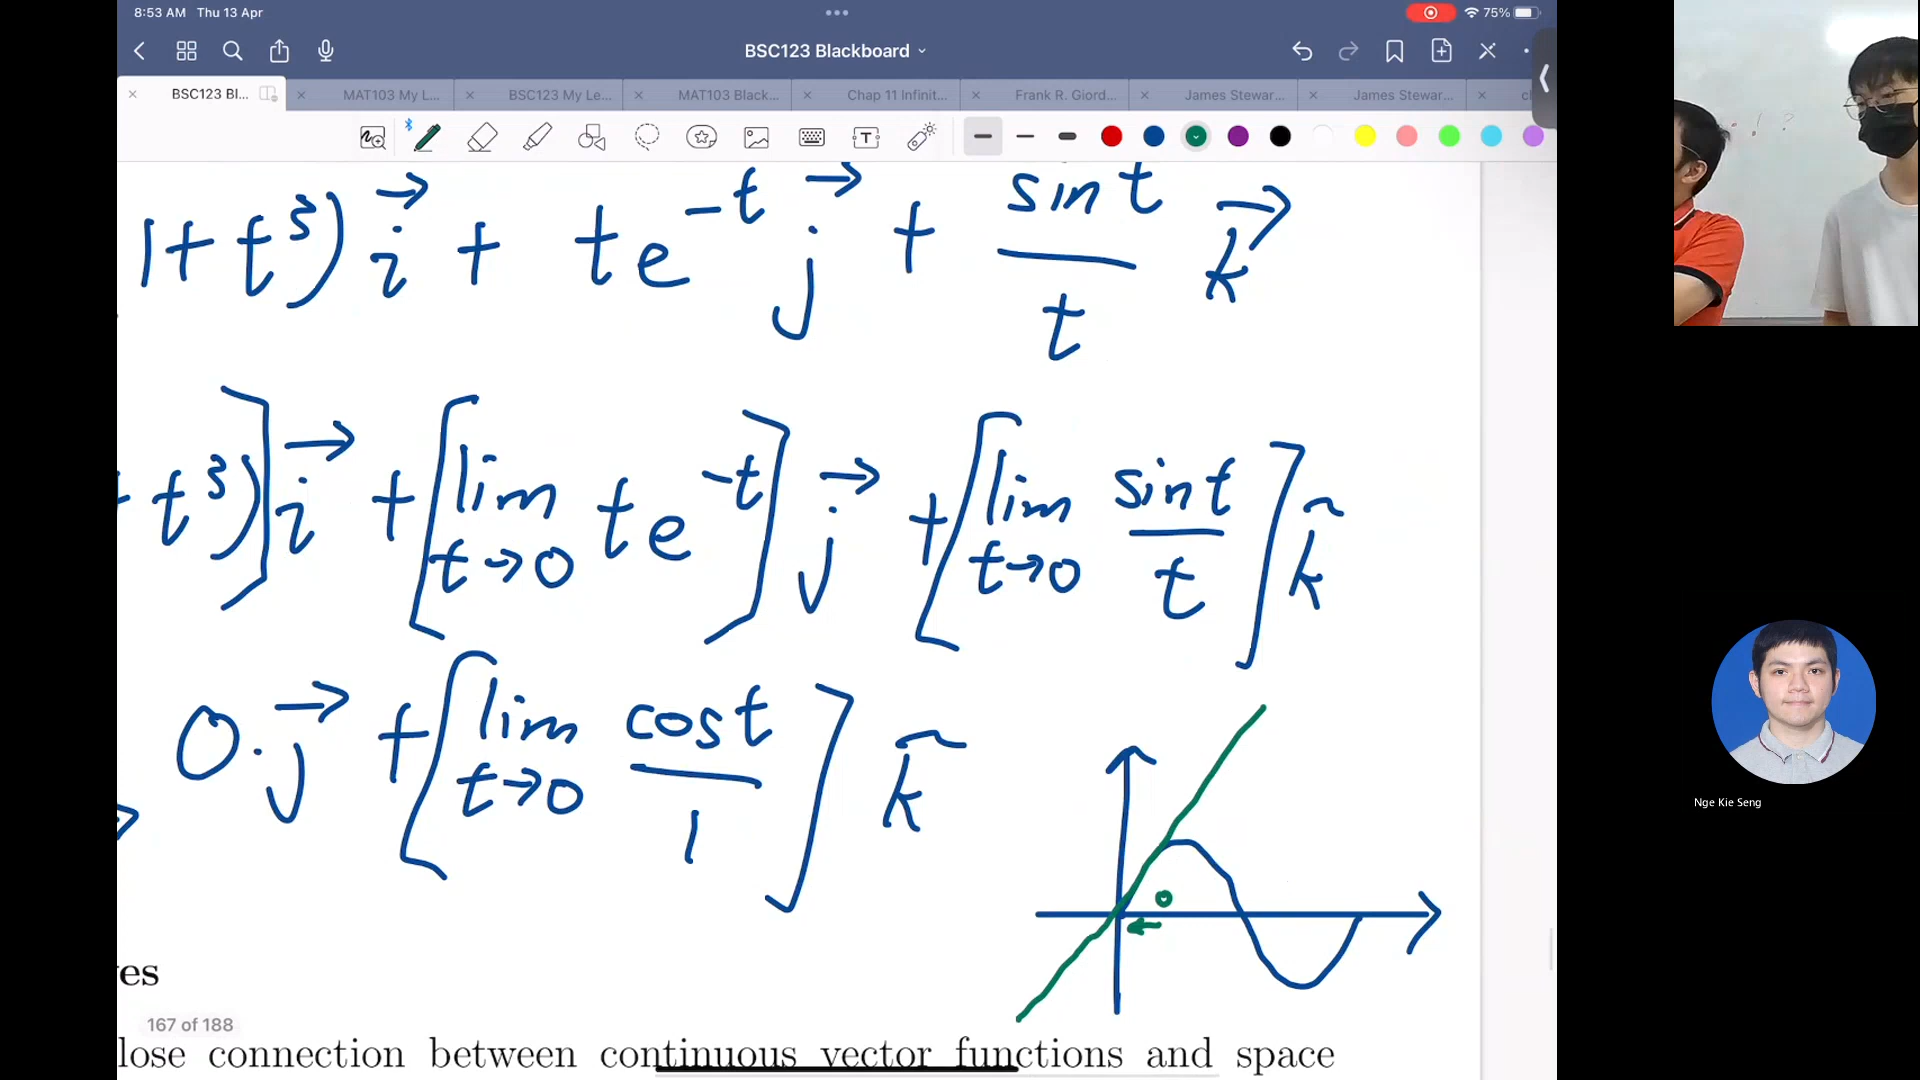 8:53 AM Thu 13 Apr
75%
BSC123 Blackboard
BSC123 Bl...
MAT103 My L...
BSC123 My Le...
MAT103 Black...
Chap 11 Infinit...
Frank R. Giord...
James Stewar...
James Stewar...
1 + t³) i⃗ + te^{-t} j⃗ + sin t / t k⃗
+ t³)] i⃗ + [lim t→0 te^{-t}] j⃗ + [lim t→0 sin t / t] k̃
0 · j⃗ + [lim t→0 cos t / 1] k̃
0
es
167 of 188
lose connection between continuous vector functions and space
Nge Kie Seng